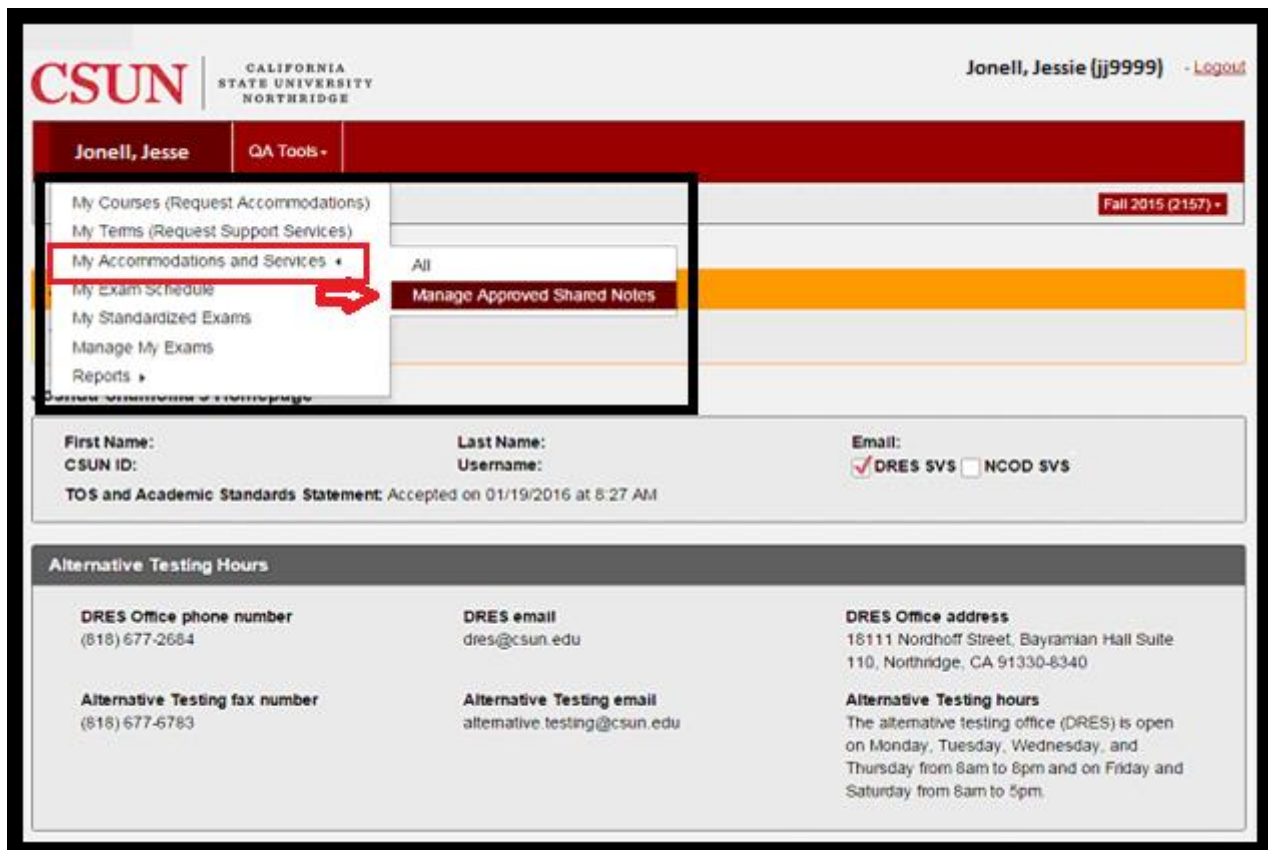 CSUN
CALIFORNIA
STATE UNIVERSITY
NORTHRIDGE
Jonell, Jessie (jj9999) - Logout
Jonell, Jesse QA Tools
Fall 2015 (2157)
My Courses (Request Accommodations)
My Terms (Request Support Services)
My Accommodations and Services
All
My Exam Schedule
Manage Approved Shared Notes
My Standardized Exams
Manage My Exams
Reports
Homepage
First Name: Last Name: Email:
CSUN ID: Username: DRES SVS NCOD SVS
TOS and Academic Standards Statement: Accepted on 01/19/2016 at 8:27 AM
Alternative Testing Hours
DRES Office phone number
(818) 677-2684
DRES email
dres@csun.edu
DRES Office address
18111 Nordhoff Street, Bayramian Hall Suite
110, Northridge, CA 91330-8340
Alternative Testing fax number
(818) 677-6783
Alternative Testing email
alternative.testing@csun.edu
Alternative Testing hours
The alternative testing office (DRES) is open
on Monday, Tuesday, Wednesday, and
Thursday from 8am to 8pm and on Friday and
Saturday from 8am to 5pm.